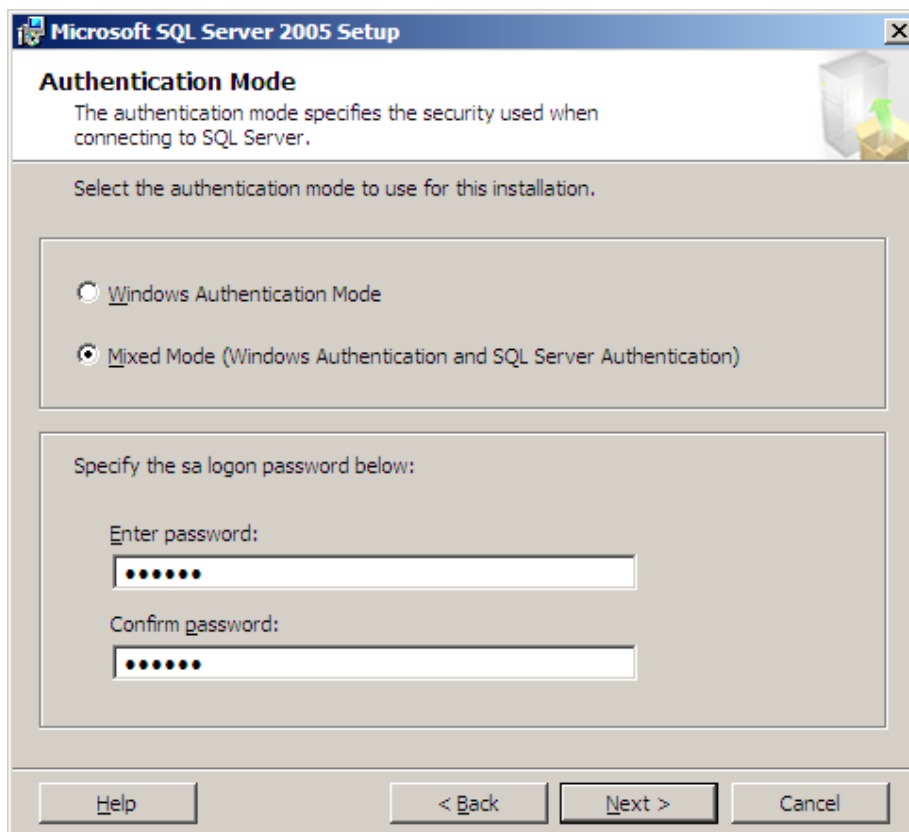 Microsoft SQL Server 2005 Setup
Authentication Mode
The authentication mode specifies the security used when
connecting to SQL Server.
Select the authentication mode to use for this installation.
Windows Authentication Mode
Mixed Mode (Windows Authentication and SQL Server Authentication)
Specify the sa logon password below:
Enter password:
••••••
Confirm password:
••••••
Help
< Back
Next >
Cancel